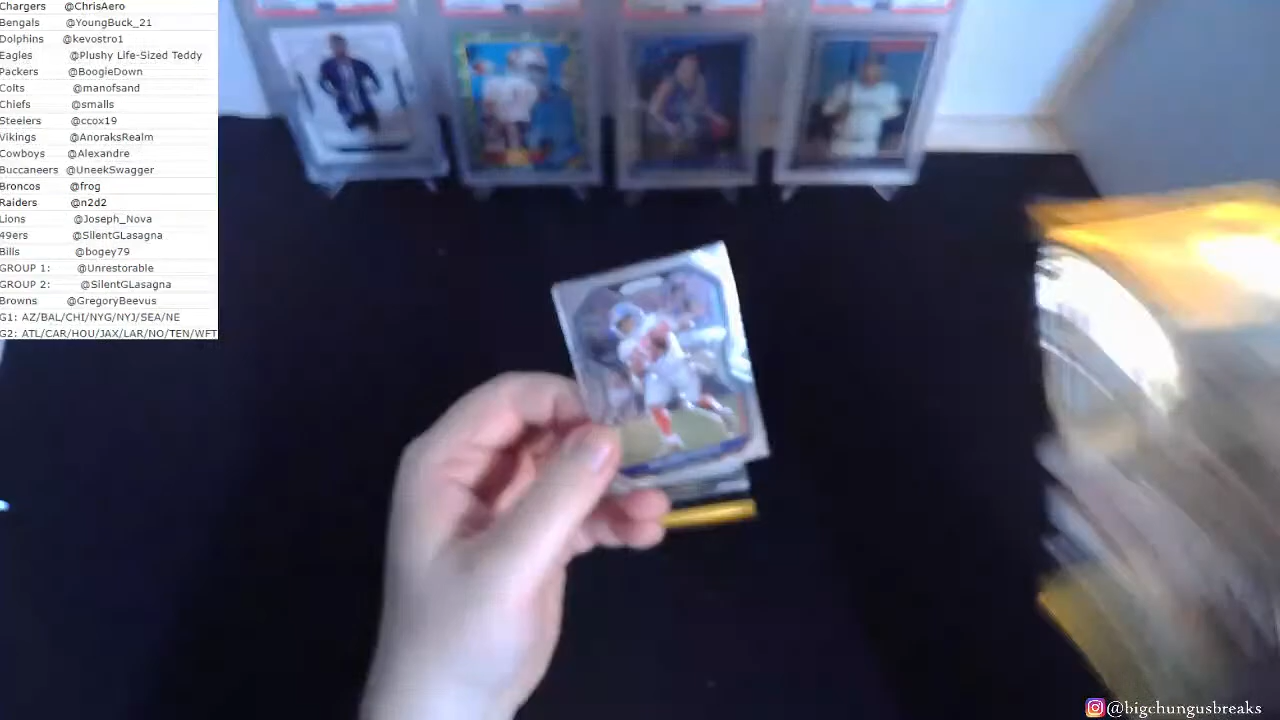 Chargers @ChrisAero
Bengals @YoungBuck_21
Dolphins @kevostro1
Eagles @Plushy Life-Sized Teddy
Packers @BoogieDown
Colts @manofsand
Chiefs @smalls
Steelers @ccox19
Vikings @AnoraksRealm
Cowboys @Alexandre
Buccaneers @UneekSwagger
Broncos @frog
Raiders @n2d2
Lions @Joseph_Nova
49ers @SilentGLasagna
Bills @bogey79
GROUP 1: @Unrestorable
GROUP 2: @SilentGLasagna
Browns @GregoryBeevus
G1: AZ/BAL/CHI/NYG/NYJ/SEA/NE
G2: ATL/CAR/HOU/JAX/LAR/NO/TEN/WFT
@bigchungusbreaks